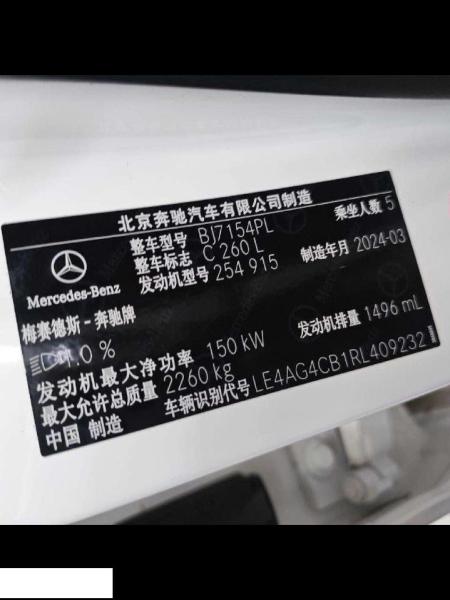 北京奔驰汽车有限公司制造
整车型号 BJ7154PL 乘坐人数 5
整车标志 C 260 L
发动机型号 254 915 制造年月 2024-03
Mercedes-Benz
梅赛德斯-奔驰牌
1.0 %
发动机最大净功率 150 kW 发动机排量 1496 mL
最大允许总质量 2260 kg
中国 制造 车辆识别代号 LE4AG4CB1RL409232